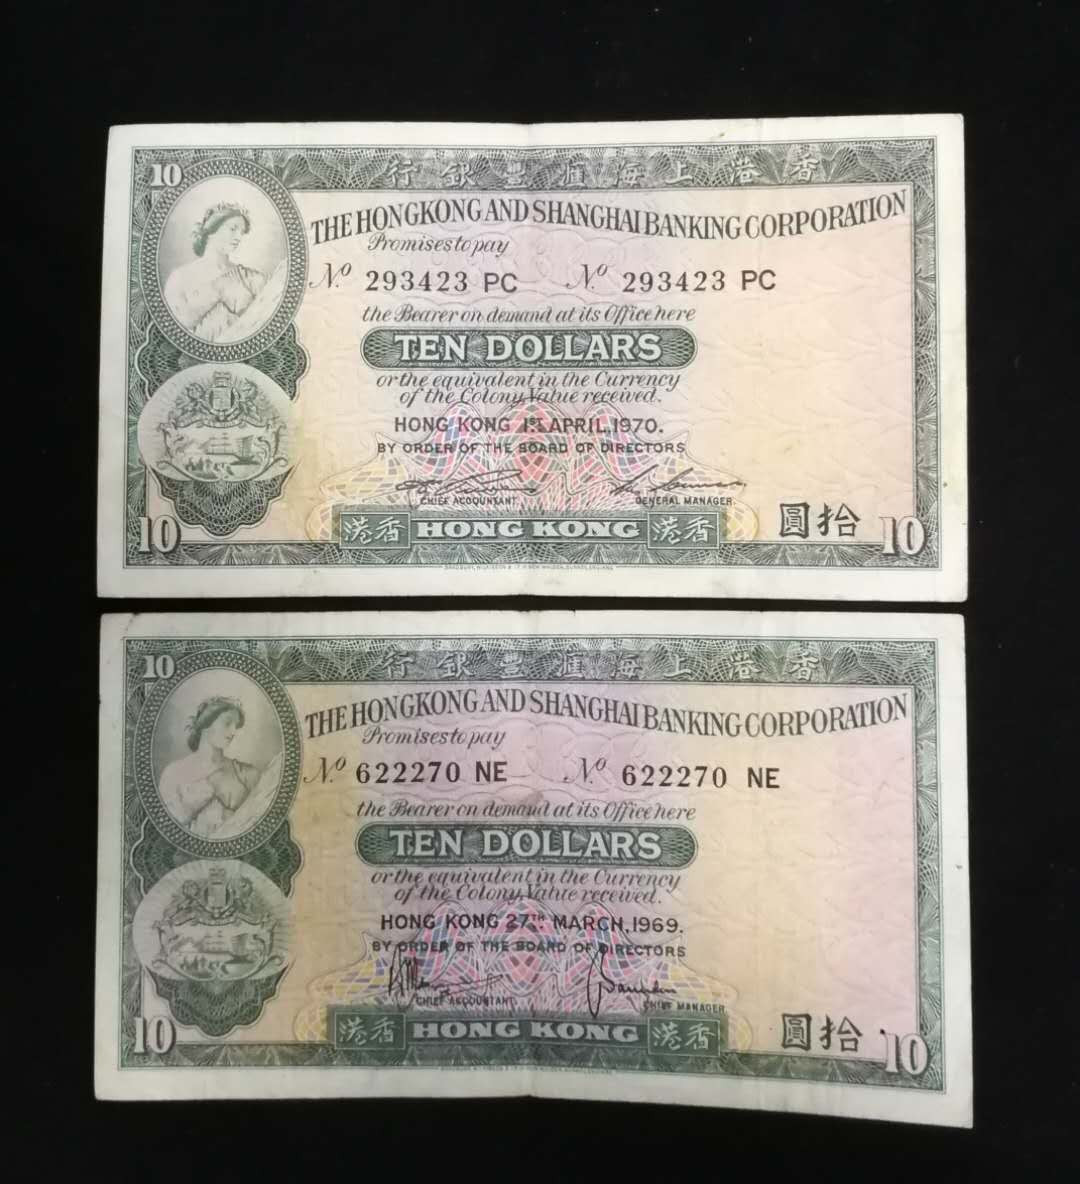 香港上海滙豐銀行
10
THE HONGKONG AND SHANGHAI BANKING CORPORATION
Promises to pay
No. 293423 PC No. 293423 PC
the Bearer on demand at its Office here
TEN DOLLARS
or the equivalent in the Currency
of the Colony, Value received.
HONG KONG 1ST APRIL, 1970.
BY ORDER OF THE BOARD OF DIRECTORS
CHIEF ACCOUNTANT GENERAL MANAGER.
10 香港 HONG KONG 香港 拾圓 10
香港上海滙豐銀行
10
THE HONGKONG AND SHANGHAI BANKING CORPORATION
Promises to pay
No. 622270 NE No. 622270 NE
the Bearer on demand at its Office here
TEN DOLLARS
or the equivalent in the Currency
of the Colony, Value received.
HONG KONG 27TH MARCH, 1969.
BY ORDER OF THE BOARD OF DIRECTORS
CHIEF ACCOUNTANT CHIEF MANAGER
10 香港 HONG KONG 香港 拾圓 10